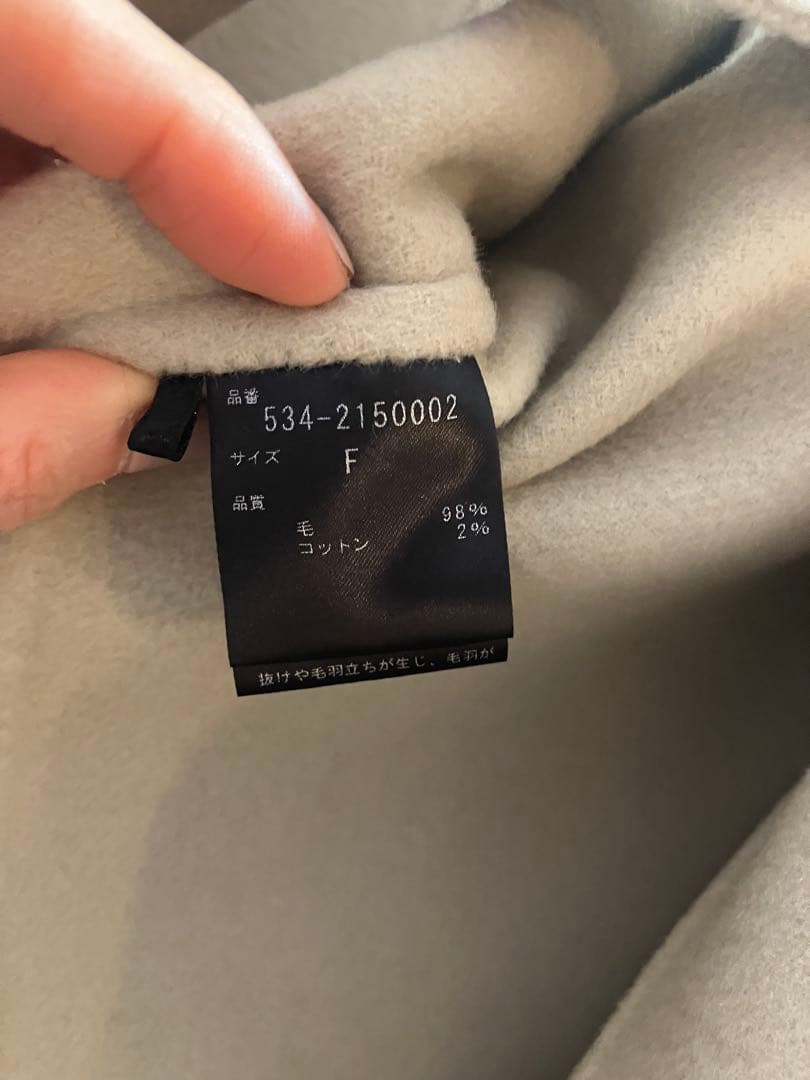 品番
534-2150002
サイズ F
品質
毛 98%
コットン 2%
抜けや毛羽立ちが生じ、毛羽が